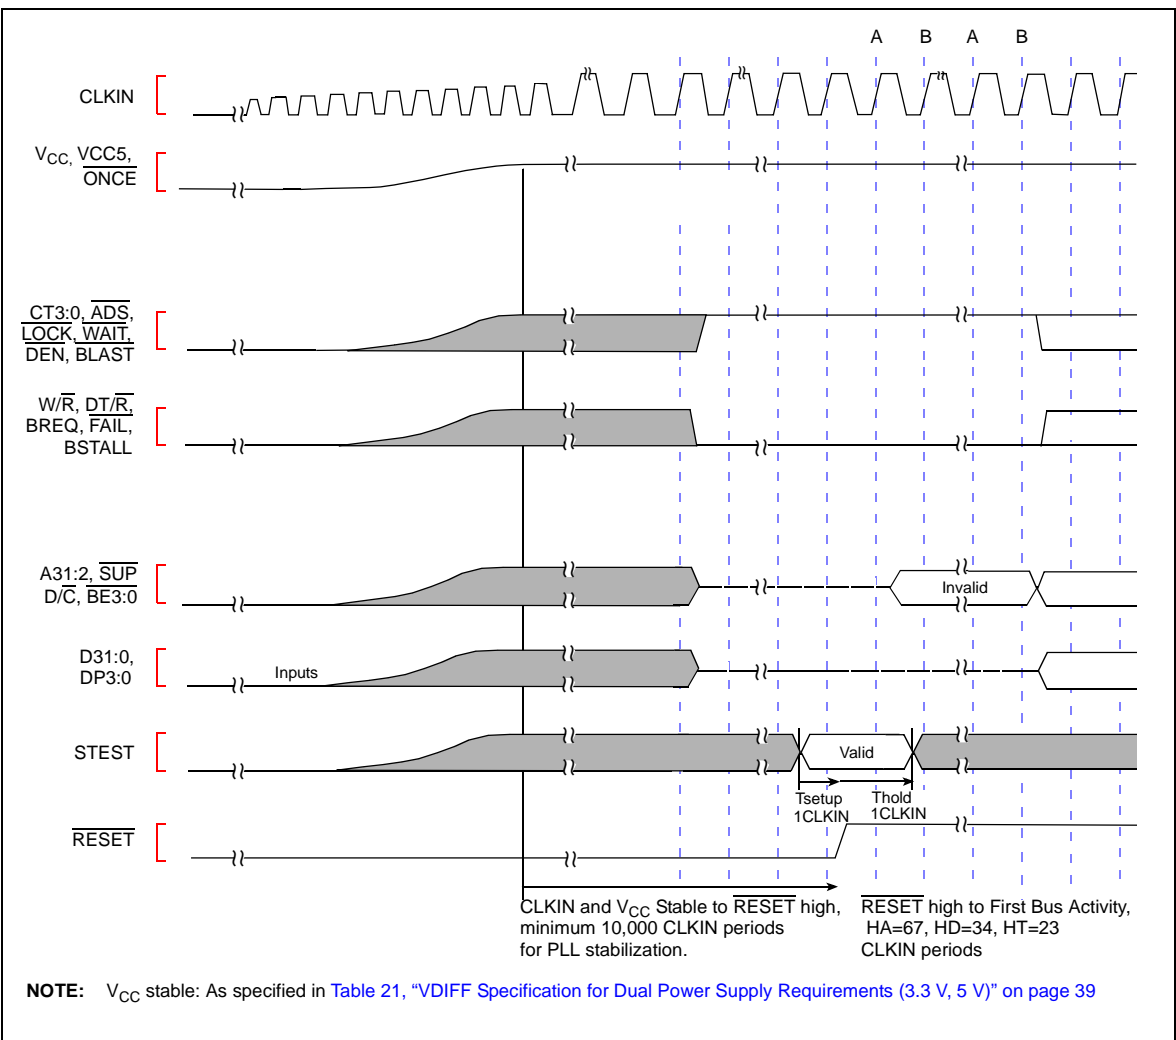 A B A B
CLKIN
VCC, VCC5,
ONCE
CT3:0, ADS,
LOCK, WAIT,
DEN, BLAST
W/R, DT/R,
BREQ, FAIL,
BSTALL
A31:2, SUP
D/C, BE3:0
Invalid
D31:0,
DP3:0
Inputs
STEST
Valid
Tsetup
1CLKIN
Thold
1CLKIN
RESET
CLKIN and VCC Stable to RESET high,
minimum 10,000 CLKIN periods
for PLL stabilization.
RESET high to First Bus Activity,
HA=67, HD=34, HT=23
CLKIN periods
NOTE: VCC stable: As specified in Table 21, “VDIFF Specification for Dual Power Supply Requirements (3.3 V, 5 V)” on page 39